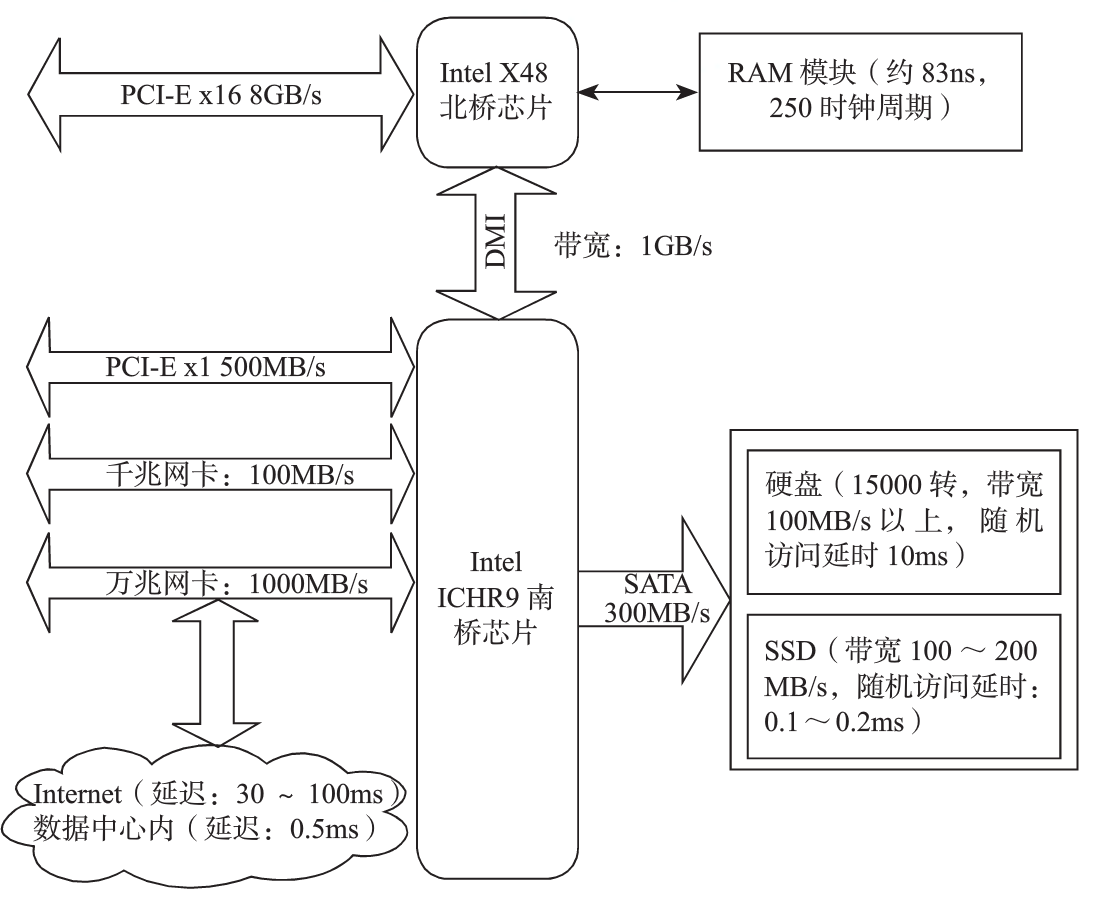 PCI-E x16 8GB/s
Intel X48
北桥芯片
RAM 模块（约 83ns，
250 时钟周期）
DMI
带宽：1GB/s
PCI-E x1 500MB/s
千兆网卡：100MB/s
万兆网卡：1000MB/s
Intel
ICHR9 南
桥芯片
SATA
300MB/s
硬盘（15000 转，带宽
100MB/s 以上，随机
访问延时 10ms）
SSD（带宽 100 ～ 200
MB/s，随机访问延时：
0.1～0.2ms）
Internet（延迟：30 ~ 100ms）
数据中心内（延迟：0.5ms）